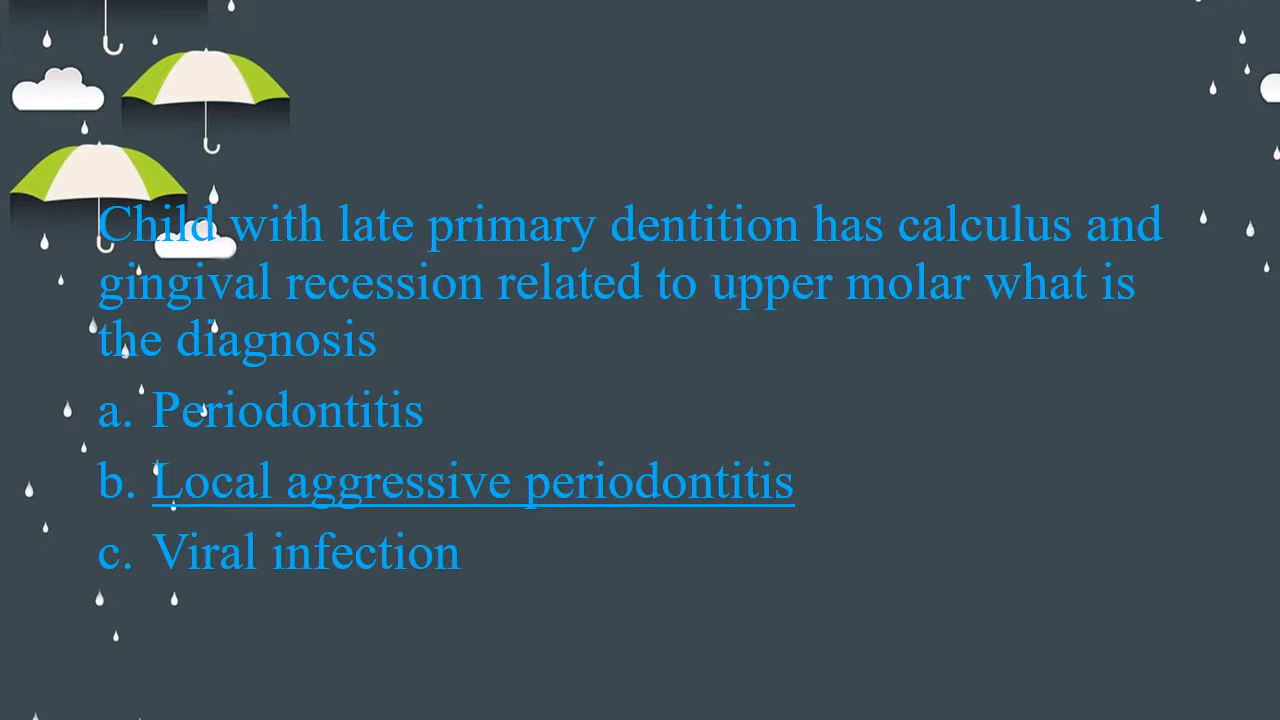 Child with late primary dentition has calculus and
gingival recession related to upper molar what is
the diagnosis
a. Periodontitis
b. Local aggressive periodontitis
c. Viral infection